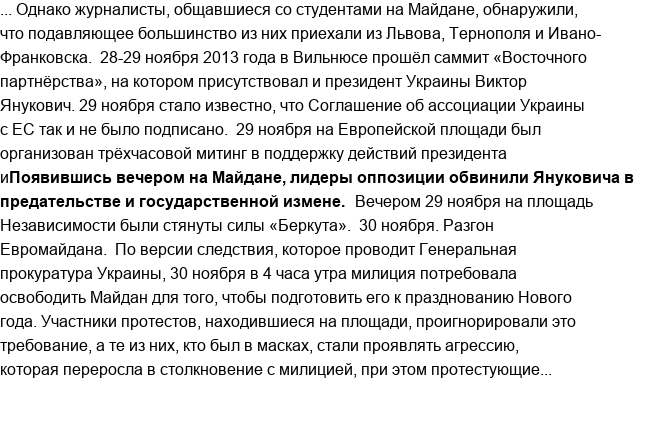 ... Однако журналисты, общавшиеся со студентами на Майдане, обнаружили,
что подавляющее большинство из них приехали из Львова, Тернополя и Ивано-
Франковска.  28-29 ноября 2013 года в Вильнюсе прошёл саммит «Восточного
партнёрства», на котором присутствовал и президент Украины Виктор
Янукович. 29 ноября стало известно, что Соглашение об ассоциации Украины
с ЕС так и не было подписано.  29 ноября на Европейской площади был
организован трёхчасовой митинг в поддержку действий президента
иПоявившись вечером на Майдане, лидеры оппозиции обвинили Януковича в
предательстве и государственной измене.  Вечером 29 ноября на площадь
Независимости были стянуты силы «Беркута».  30 ноября. Разгон
Евромайдана.  По версии следствия, которое проводит Генеральная
прокуратура Украины, 30 ноября в 4 часа утра милиция потребовала
освободить Майдан для того, чтобы подготовить его к празднованию Нового
года. Участники протестов, находившиеся на площади, проигнорировали это
требование, а те из них, кто был в масках, стали проявлять агрессию,
которая переросла в столкновение с милицией, при этом протестующие...